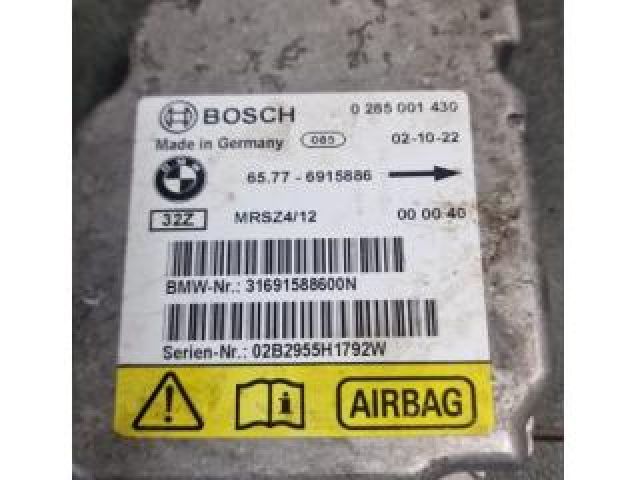 BOSCH 0 285 001 430
Made in Germany 065 02-10-22
65.77 - 6915886
32Z MRSZ4/12 00 00 40
BMW-Nr.: 31691588600N
Serien-Nr.: 02B2955H1792W
AIRBAG